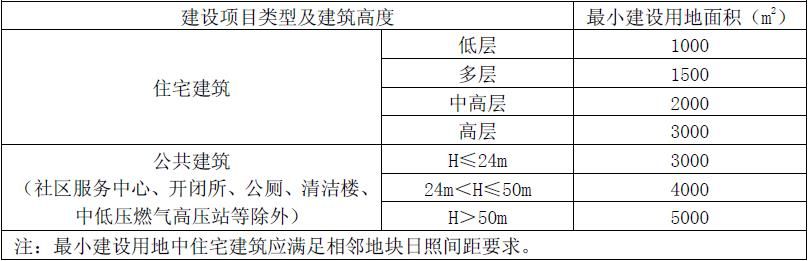 建设项目类型及建筑高度 最小建设用地面积（m²）
住宅建筑 低层 1000
多层 1500
中高层 2000
高层 3000
公共建筑 H≤24m 3000
（社区服务中心、开闭所、公厕、清洁楼、 24m＜H≤50m 4000
中低压燃气高压站等除外） H＞50m 5000
注：最小建设用地中住宅建筑应满足相邻地块日照间距要求。